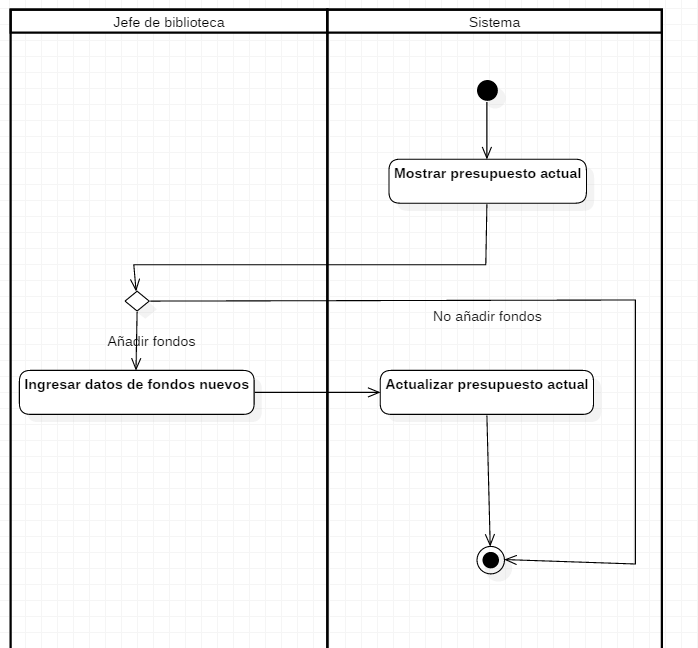 Jefe de biblioteca
Sistema
Mostrar presupuesto actual
No añadir fondos
Añadir fondos
Ingresar datos de fondos nuevos
Actualizar presupuesto actual